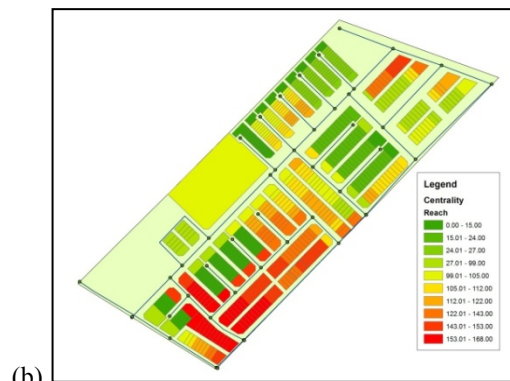 Legend
Centrality
Reach
0.00 - 15.00
15.01 - 24.00
24.01 - 27.00
27.01 - 99.00
99.01 - 105.00
105.01 - 112.00
112.01 - 122.00
122.01 - 143.00
143.01 - 153.00
153.01 - 168.00
(b)